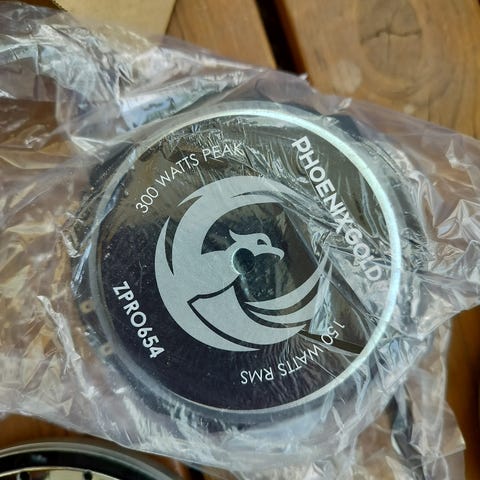 300 WATTS PEAK
PHOENIXGOLD
ZPRO654
150 WATTS RMS